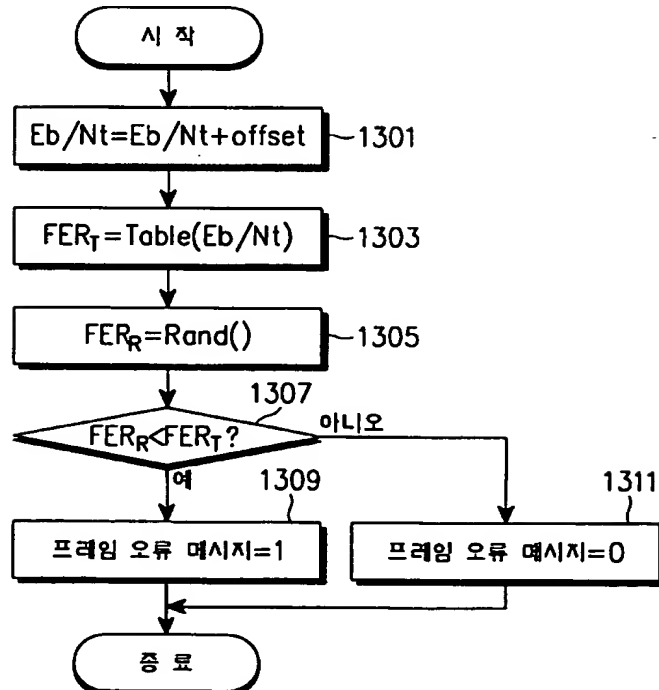 시 작
Eb/Nt=Eb/Nt+offset
1301
FER_T=Table(Eb/Nt)
1303
FER_R=Rand()
1305
1307
FER_R<FER_T?
아니오
예
1309
1311
프레임 오류 메시지=1
프레임 오류 메시지=0
종 료